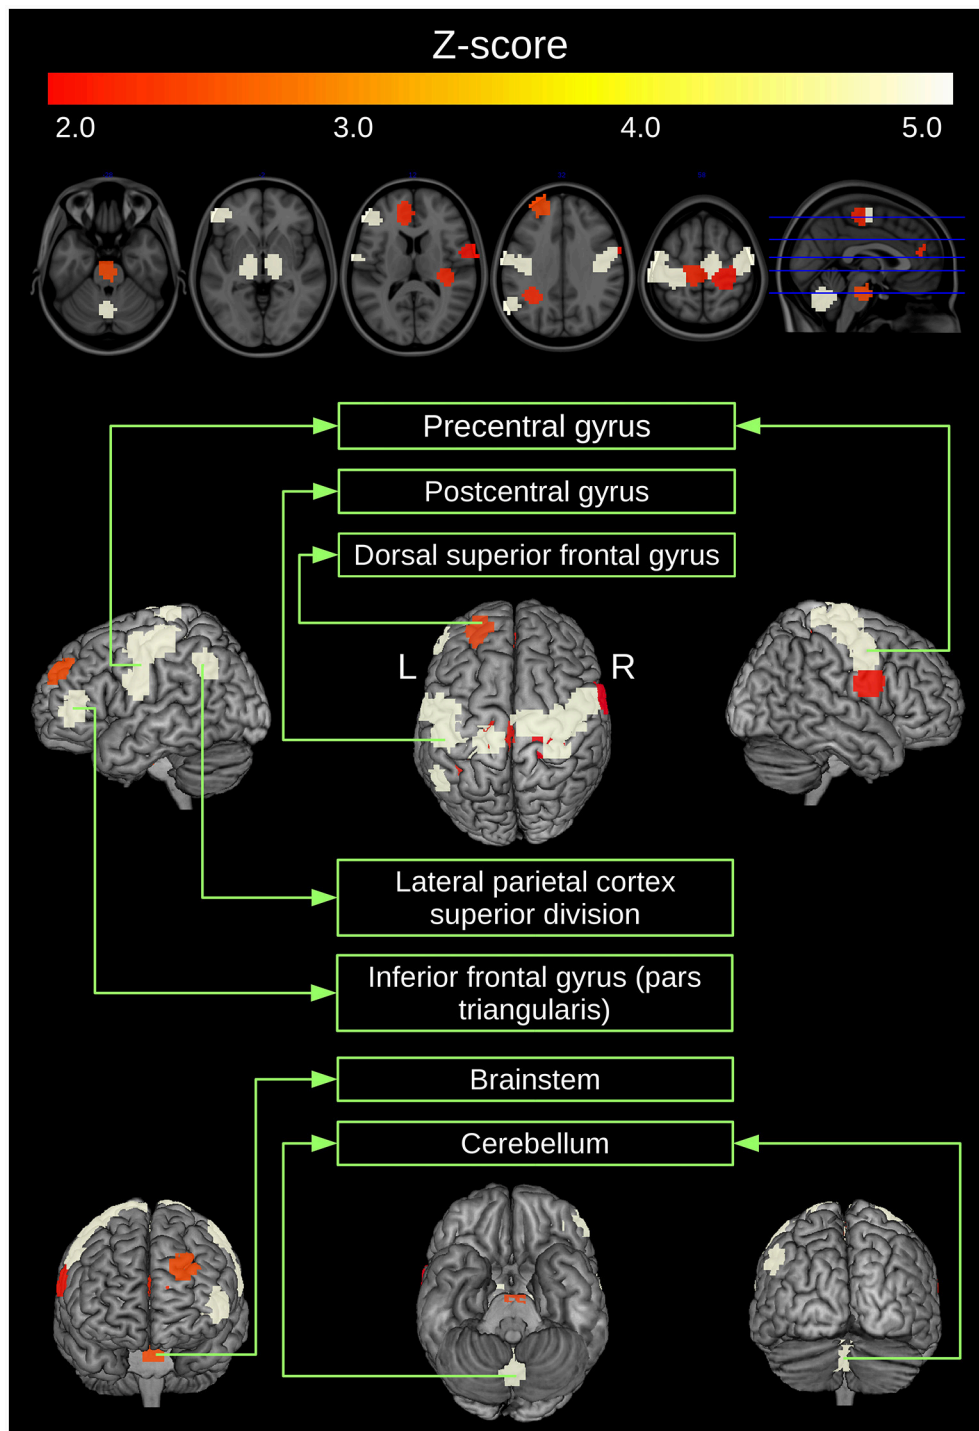 Z-score
2.0 3.0 4.0 5.0
Precentral gyrus
Postcentral gyrus
Dorsal superior frontal gyrus
L R
Lateral parietal cortex
superior division
Inferior frontal gyrus (pars
triangularis)
Brainstem
Cerebellum